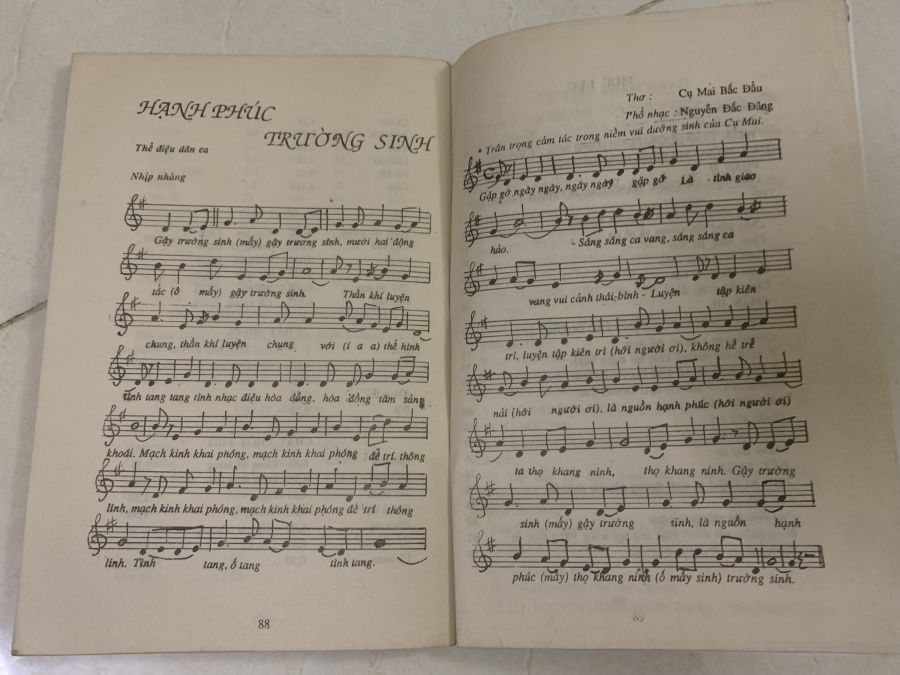 HẠNH PHÚC
TRƯỜNG SINH
Thể điệu dân ca
Nhịp nhàng
Gậy trường sinh (mấy) gậy trường sinh, mười hai động
tác (ố mấy) gậy trường sinh. Thần khí luyện
chung, thần khí luyện chung với (í a a) thể hình
tính tang tang tình nhạc điệu hòa đồng. hòa đồng tâm sảng
khoái. Mạch kinh khai phóng, mạch kinh khai phóng để trí. thông
linh, mạch kinh khai phóng, mạch kinh khai phóng để trí thông
linh. Tính tang, ố tang tình tang.
88
Thơ : Cụ Mai Bắc Đẩu
Phổ nhạc : Nguyễn Đắc Đăng
* Trân trọng cảm tác trong niềm vui dưỡng sinh của Cụ Mai.
Gặp gỡ ngày ngày, ngày ngày gặp gỡ Là tình giao
hảo. - Sáng sáng ca vang, sáng sáng ca
vang vui cảnh thái-bình - Luyện tập kiên
trì, luyện tập kiên trì (hỡi người ơi), không hề trễ
nải (hỡi người ơi), là nguồn hạnh phúc (hỡi người ơi)
ta thọ khang ninh, thọ khang ninh. Gậy trường
sinh (mấy) gậy trường sinh, là nguồn hạnh
phúc (mấy) thọ khang ninh (ố mấy sinh) trường sinh.